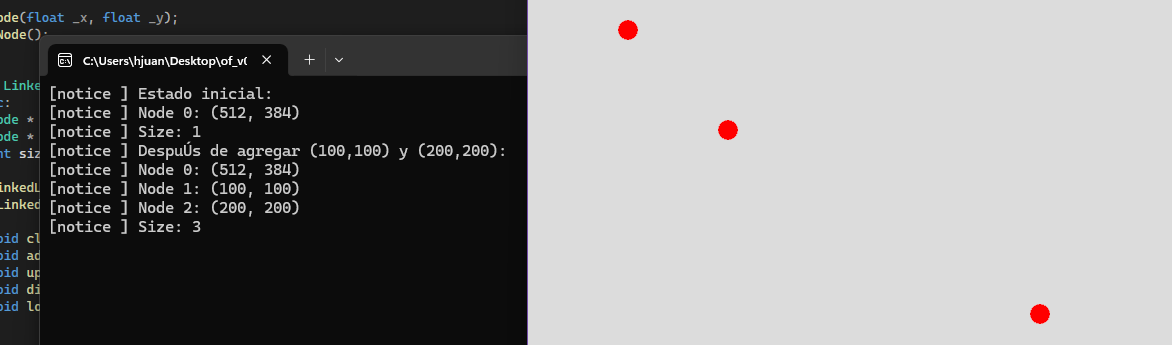 ode(float _x, float _y);
Node();
C:\Users\hjuan\Desktop\of_v(
Linke
c:
ode *
ode *
nt siz
inkedL
Linked
oid cl
oid ad
oid up
oid di
oid lo
[notice ] Estado inicial:
[notice ] Node 0: (512, 384)
[notice ] Size: 1
[notice ] DespuÚs de agregar (100,100) y (200,200):
[notice ] Node 0: (512, 384)
[notice ] Node 1: (100, 100)
[notice ] Node 2: (200, 200)
[notice ] Size: 3